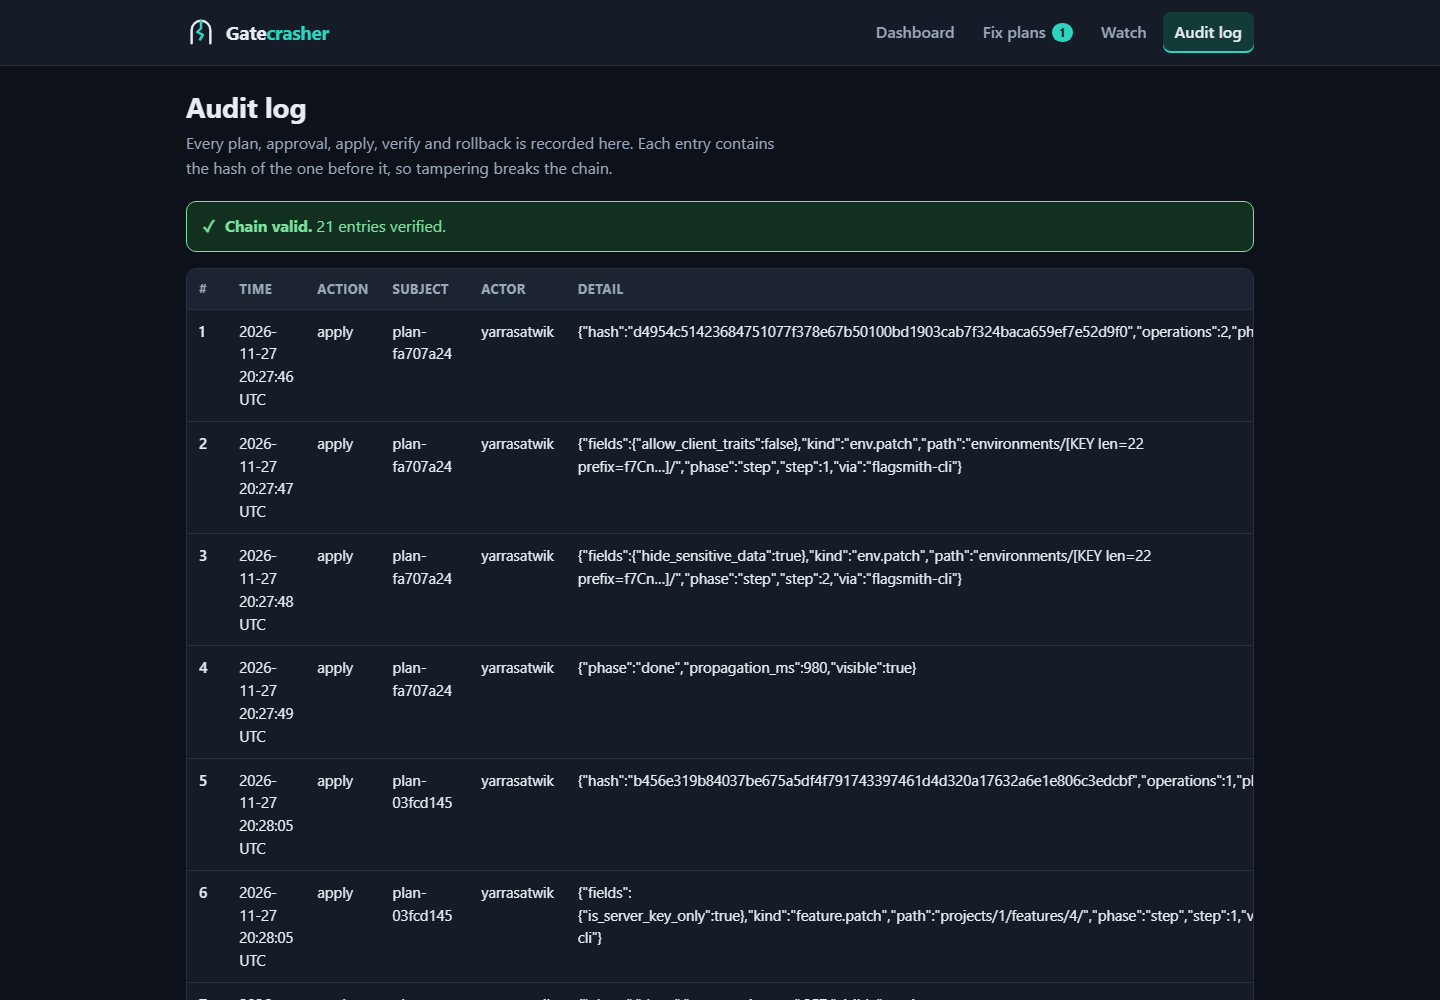 Gatecrasher
Dashboard
Fix plans 1
Watch
Audit log
Audit log
Every plan, approval, apply, verify and rollback is recorded here. Each entry contains
the hash of the one before it, so tampering breaks the chain.
✓ Chain valid. 21 entries verified.
# TIME ACTION SUBJECT ACTOR DETAIL
1 2026- apply plan- yarrasatwik {"hash":"d4954c51423684751077f378e67b50100bd1903cab7f324baca659ef7e52d9f0","operations":2,"ph
11-27 fa707a24
20:27:46
UTC
2 2026- apply plan- yarrasatwik {"fields":{"allow_client_traits":false},"kind":"env.patch","path":"environments/[KEY len=22
11-27 fa707a24 prefix=f7Cn…]/","phase":"step","step":1,"via":"flagsmith-cli"}
20:27:47
UTC
3 2026- apply plan- yarrasatwik {"fields":{"hide_sensitive_data":true},"kind":"env.patch","path":"environments/[KEY len=22
11-27 fa707a24 prefix=f7Cn…]/","phase":"step","step":2,"via":"flagsmith-cli"}
20:27:48
UTC
4 2026- apply plan- yarrasatwik {"phase":"done","propagation_ms":980,"visible":true}
11-27 fa707a24
20:27:49
UTC
5 2026- apply plan- yarrasatwik {"hash":"b456e319b84037be675a5df4f791743397461d4d320a17632a6e1e806c3edcbf","operations":1,"pl
11-27 03fcd145
20:28:05
UTC
6 2026- apply plan- yarrasatwik {"fields":
11-27 03fcd145 {"is_server_key_only":true},"kind":"feature.patch","path":"projects/1/features/4/","phase":"step","step":1,"v
20:28:05 cli"}
UTC